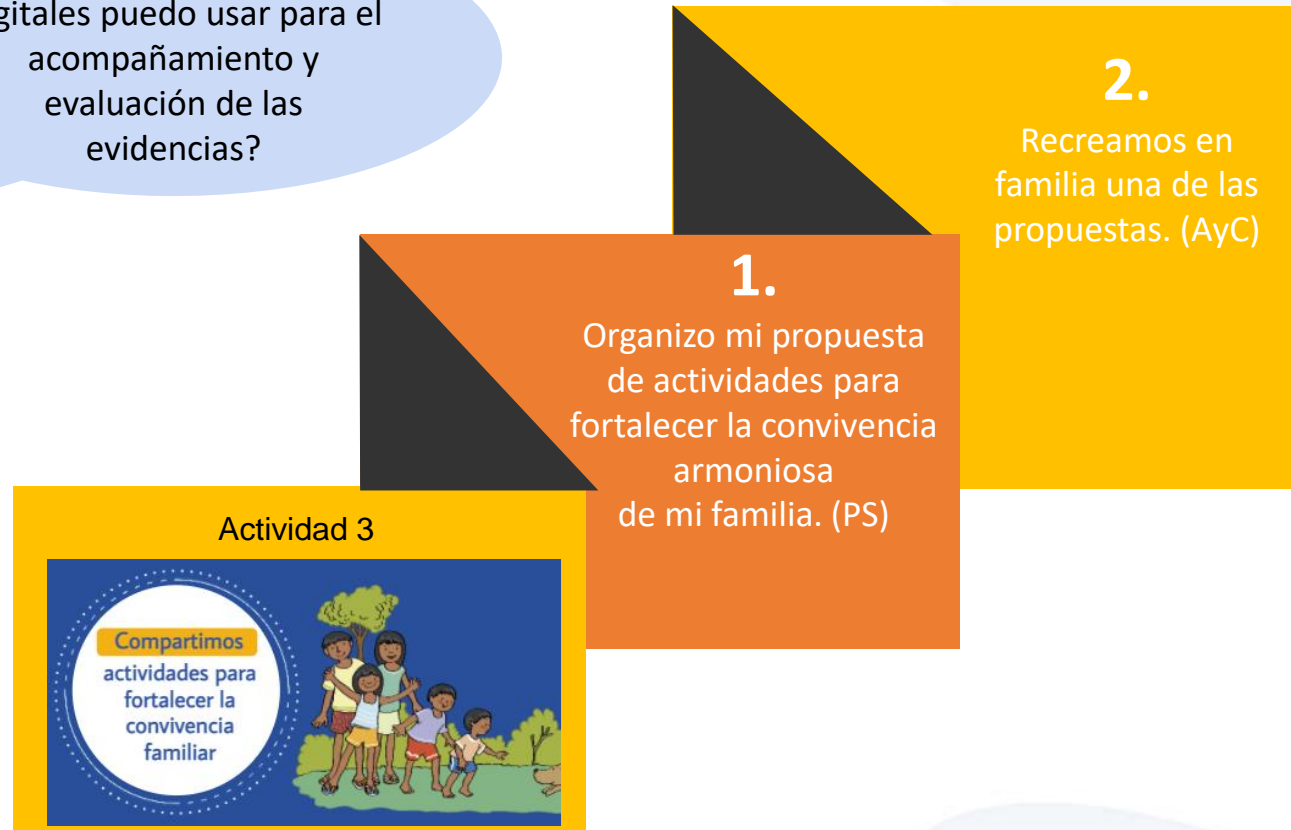 gitales puedo usar para el
acompañamiento y
evaluación de las
evidencias?
2.
Recreamos en
familia una de las
propuestas. (AyC)
1.
Organizo mi propuesta
de actividades para
fortalecer la convivencia
armoniosa
de mi familia. (PS)
Actividad 3
Compartimos
actividades para
fortalecer la
convivencia
familiar